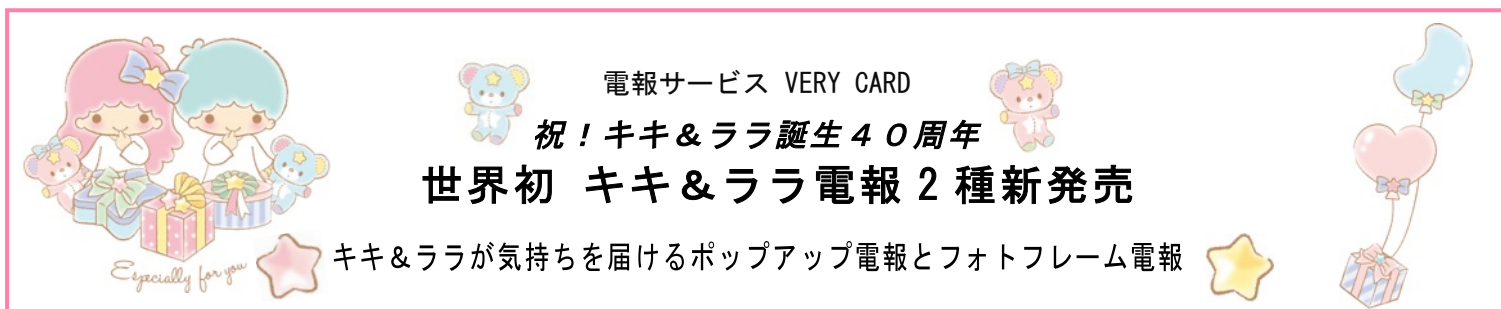 電報サービス VERY CARD
祝！キキ＆ララ誕生４０周年
世界初 キキ＆ララ電報２種新発売
キキ＆ララが気持ちを届けるポップアップ電報とフォトフレーム電報
Especially for you